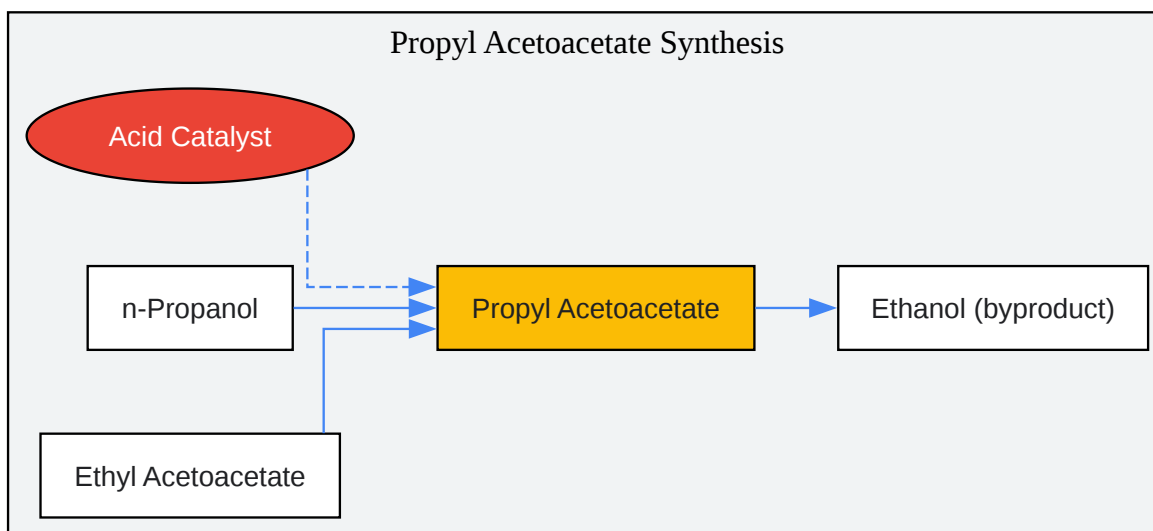 Propyl Acetoacetate Synthesis
Acid Catalyst
n-Propanol
Propyl Acetoacetate
Ethanol (byproduct)
Ethyl Acetoacetate